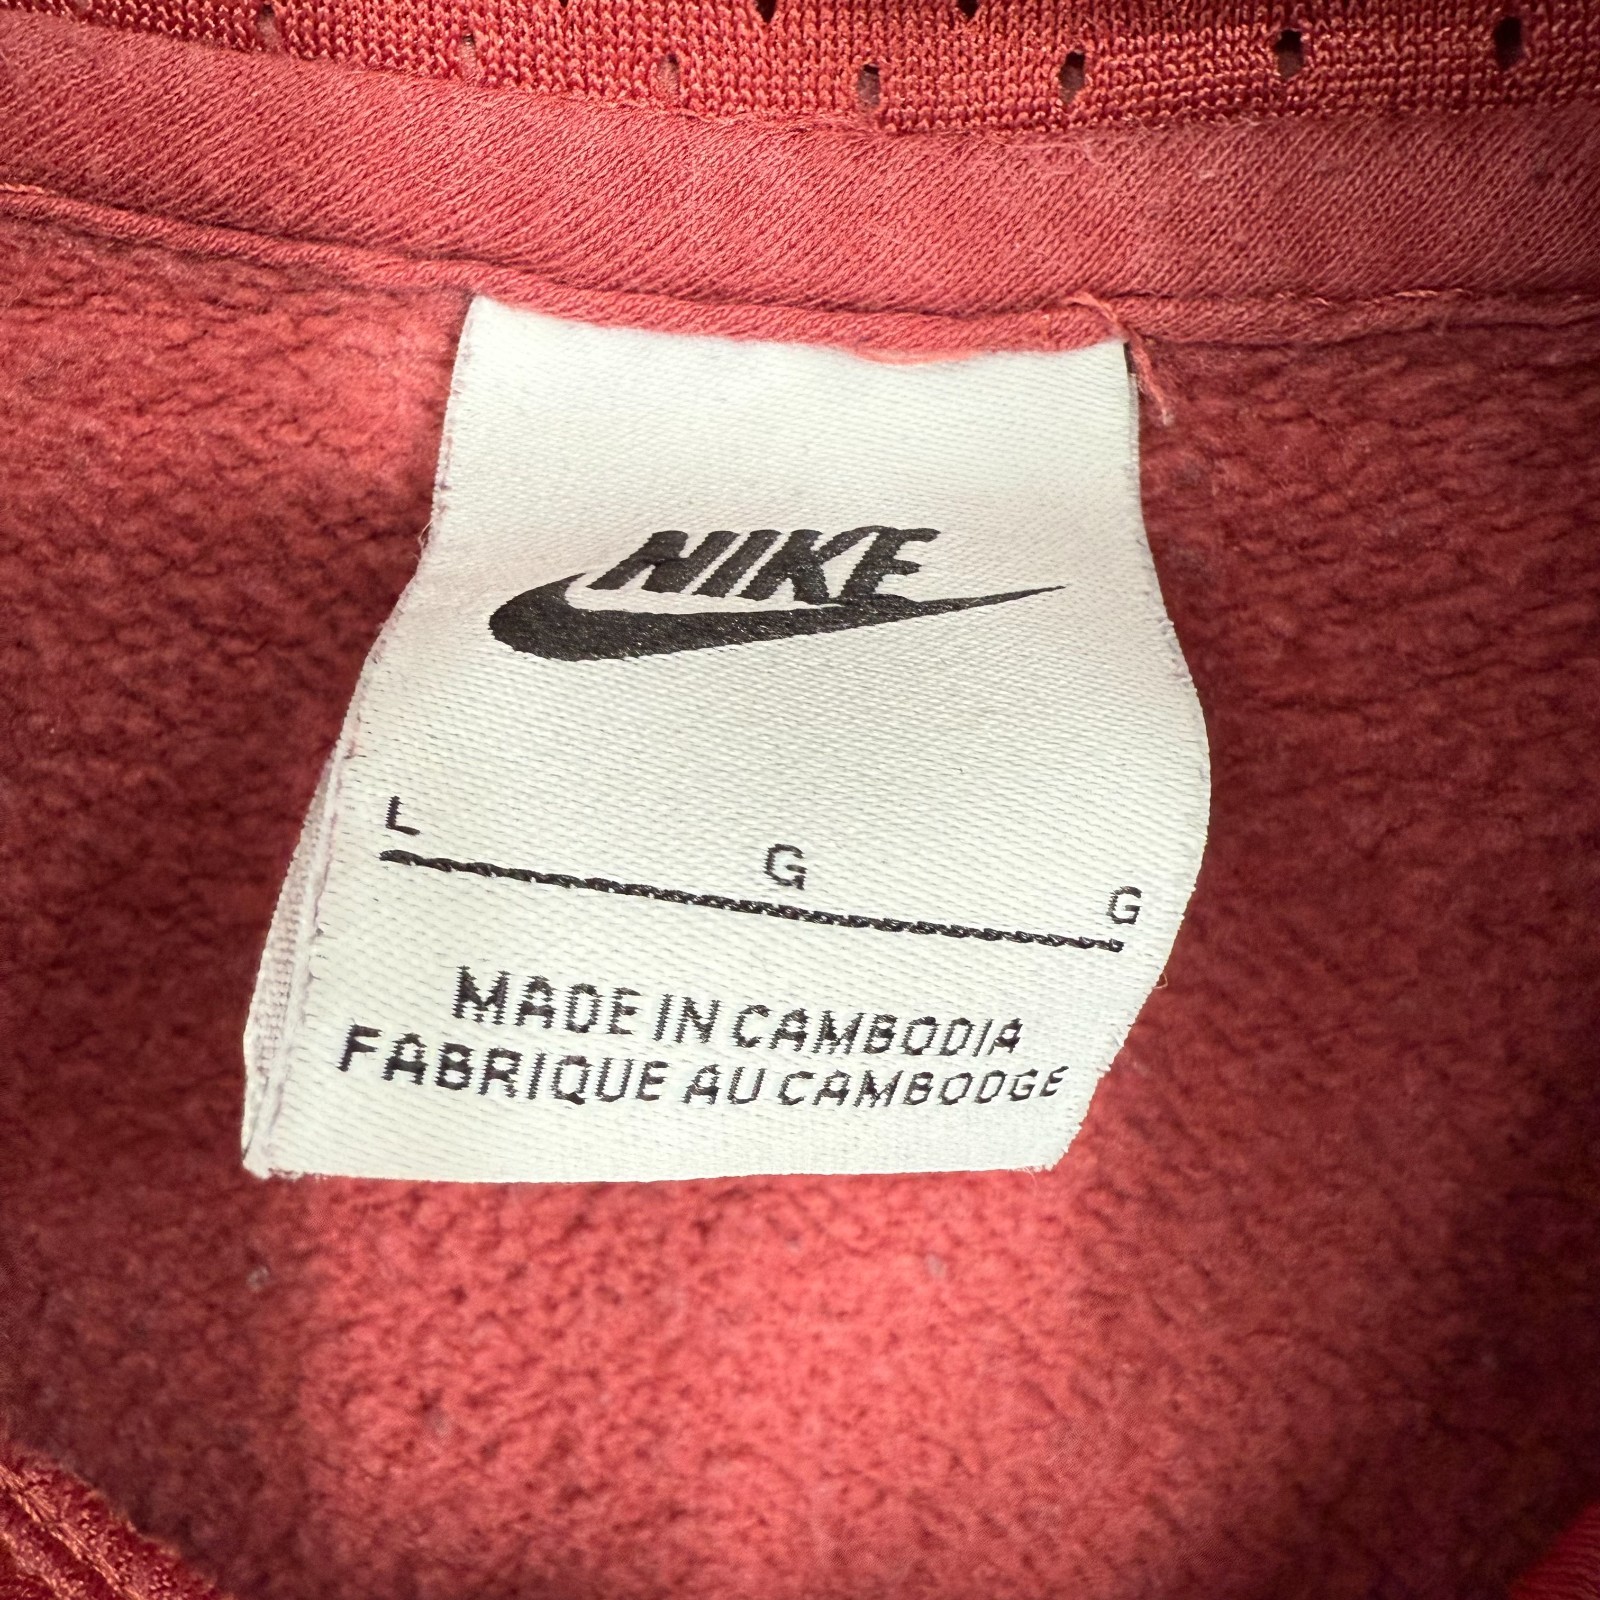 NIKE
L G G
MADE IN CAMBODIA
FABRIQUE AU CAMBODGE